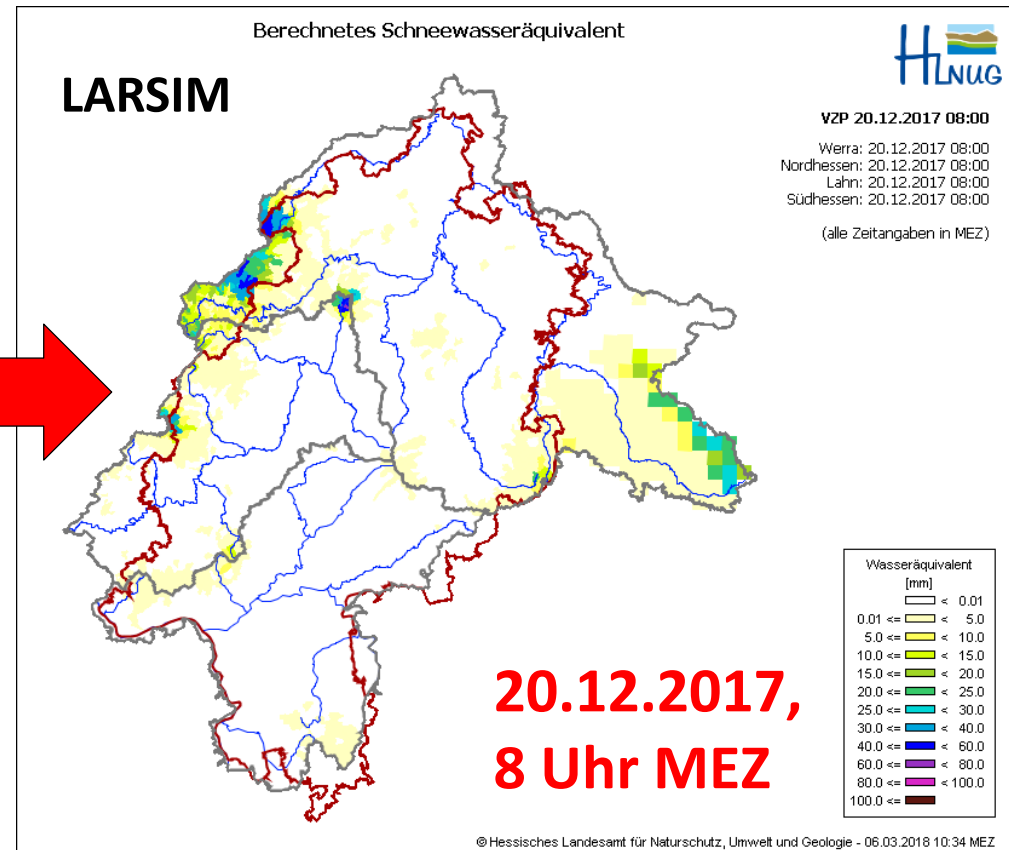 Berechnetes Schneewasseräquivalent
HLNUG
LARSIM
VZP 20.12.2017 08:00
Werra: 20.12.2017 08:00
Nordhessen: 20.12.2017 08:00
Lahn: 20.12.2017 08:00
Südhessen: 20.12.2017 08:00
(alle Zeitangaben in MEZ)
20.12.2017,
8 Uhr MEZ
Wasseräquivalent
[mm]
< 0.01
0.01 <= < 5.0
5.0 <= < 10.0
10.0 <= < 15.0
15.0 <= < 20.0
20.0 <= < 25.0
25.0 <= < 30.0
30.0 <= < 40.0
40.0 <= < 60.0
60.0 <= < 80.0
80.0 <= < 100.0
100.0 <=
© Hessisches Landesamt für Naturschutz, Umwelt und Geologie - 06.03.2018 10:34 MEZ